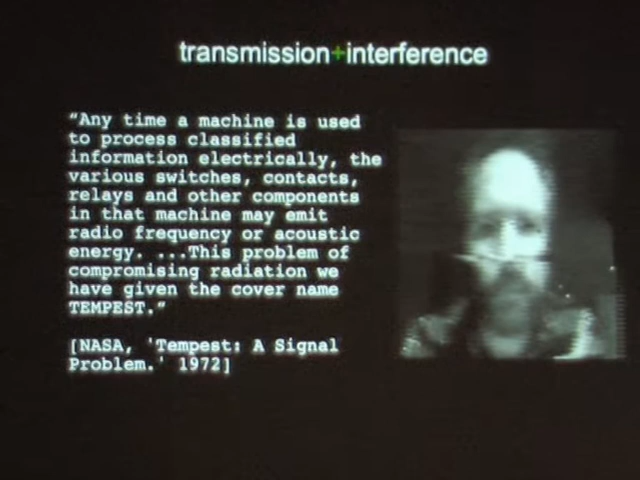 transmission+interference
"Any time a machine is used
to process classified
information electrically, the
various switches, contacts,
relays and other components
in that machine may emit
radio frequency or acoustic
energy. ...This problem of
compromising radiation we
have given the cover name
TEMPEST."
[NASA, 'Tempest: A Signal
Problem.' 1972]